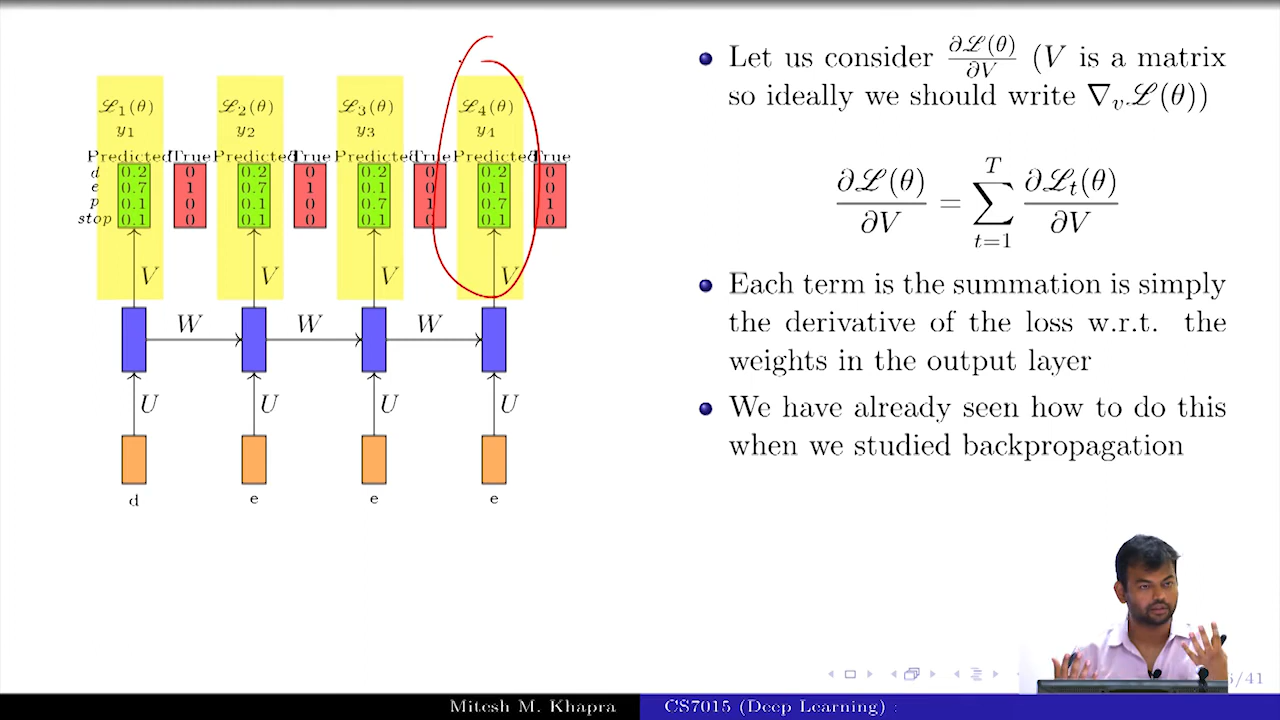 ℒ₁(θ) ℒ₂(θ) ℒ₃(θ) ℒ₄(θ)
y₁ y₂ y₃ y₄
Predicted True Predicted True Predicted True Predicted True
d 0.2 0 0.2 0 0.2 0 0.2 0
e 0.7 1 0.7 1 0.1 0 0.1 0
p 0.1 0 0.1 0 0.7 1 0.7 1
stop 0.1 0 0.1 0 0.1 0 0.1 0
V V V V
W W W
U U U U
d e e e
Let us consider ∂ℒ(θ)/∂V (V is a matrix
so ideally we should write ∇ᵥℒ(θ))
∂ℒ(θ)/∂V = ∑_{t=1}^{T} ∂ℒₜ(θ)/∂V
Each term is the summation is simply
the derivative of the loss w.r.t. the
weights in the output layer
We have already seen how to do this
when we studied backpropagation
/41
Mitesh M. Khapra CS7015 (Deep Learning) :